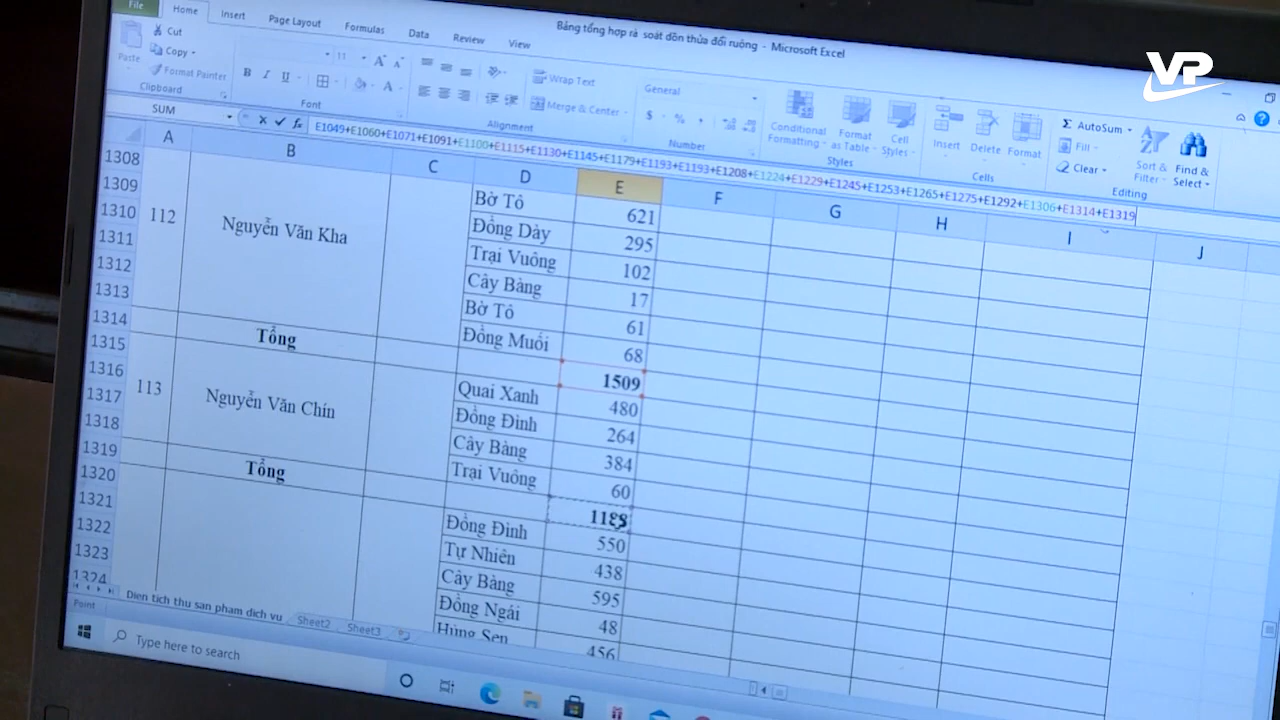 File Home Insert Page Layout Formulas Data Review View
Bảng tổng hợp rà soát dồn thửa đổi ruộng - Microsoft Excel
VP
Paste
Cut
Copy
Format Painter
Clipboard
11
B I U
Font
Wrap Text
Merge & Center
Alignment
General
$ % ,
Number
Conditional Formatting
Format as Table
Cell Styles
Styles
Insert Delete Format
Cells
Σ AutoSum
Fill
Clear
Sort & Filter
Find & Select
Editing
SUM
fx E1049+E1060+E1071+E1091+E1100+E1115+E1130+E1145+E1179+E1193+E1193+E1208+E1224+E1229+E1245+E1253+E1265+E1275+E1292+E1306+E1314+E1319
A B C D E F G H I J
1308 Bờ Tô 621
1309 Đồng Dày 295
1310 112 Nguyễn Văn Kha Trại Vuông 102
1311 Cây Bàng 17
1312 Bờ Tô 61
1313 Đồng Muối 68
1314 Tổng 1509
1315 Quai Xanh 480
1316 113 Nguyễn Văn Chín Đồng Đình 264
1317 Cây Bàng 384
1318 Trại Vuông 60
1319 Tổng 1188
1320 Đồng Đình 550
1321 Tự Nhiên 438
1322 Cây Bàng 595
1323 Đồng Ngái 48
1324 Hùng Sen 456
Dien tich thu san pham dich vu Sheet2 Sheet3
Point
Type here to search